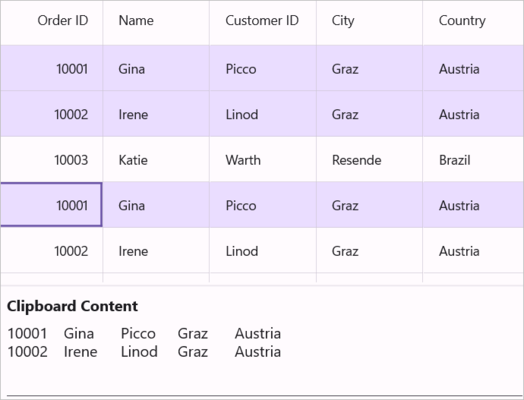 Order ID Name Customer ID City Country
10001 Gina Picco Graz Austria
10002 Irene Linod Graz Austria
10003 Katie Warth Resende Brazil
10001 Gina Picco Graz Austria
10002 Irene Linod Graz Austria
Clipboard Content
10001 Gina Picco Graz Austria
10002 Irene Linod Graz Austria